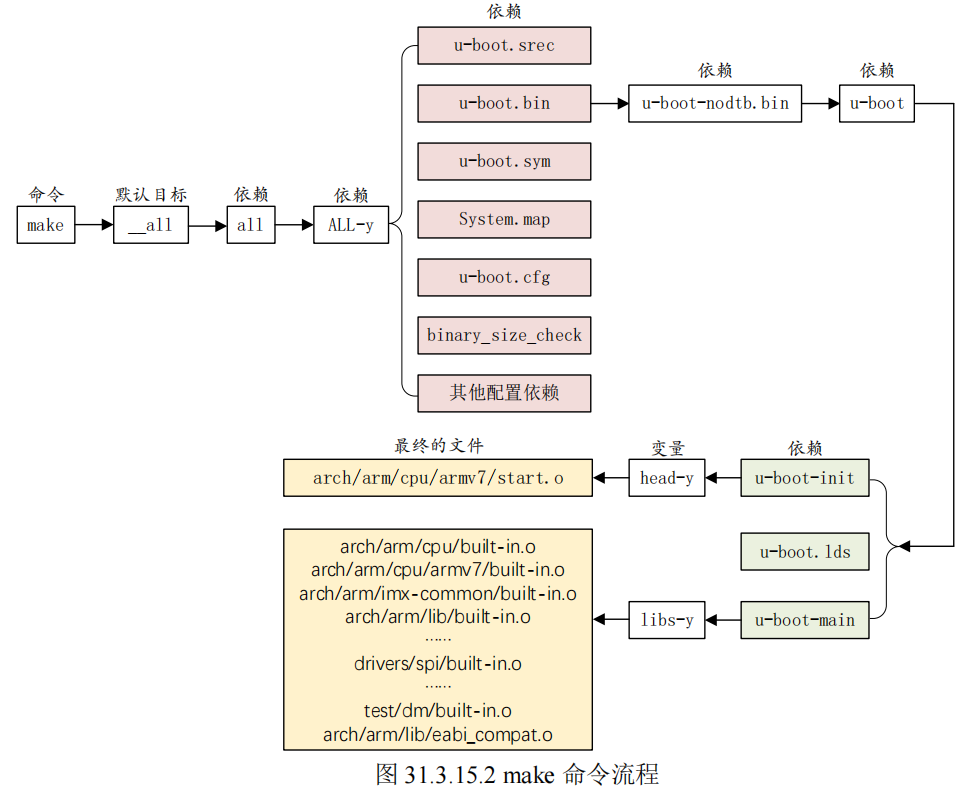 依赖
u-boot.srec
依赖
依赖
u-boot.bin
u-boot-nodtb.bin
u-boot
u-boot.sym
命令
默认目标
依赖
依赖
make
__all
all
ALL-y
System.map
u-boot.cfg
binary_size_check
其他配置依赖
最终的文件
变量
依赖
arch/arm/cpu/armv7/start.o
head-y
u-boot-init
arch/arm/cpu/built-in.o
u-boot.lds
arch/arm/cpu/armv7/built-in.o
arch/arm/imx-common/built-in.o
arch/arm/lib/built-in.o
libs-y
u-boot-main
......
drivers/spi/built-in.o
......
test/dm/built-in.o
arch/arm/lib/eabi_compat.o
图 31.3.15.2 make 命令流程